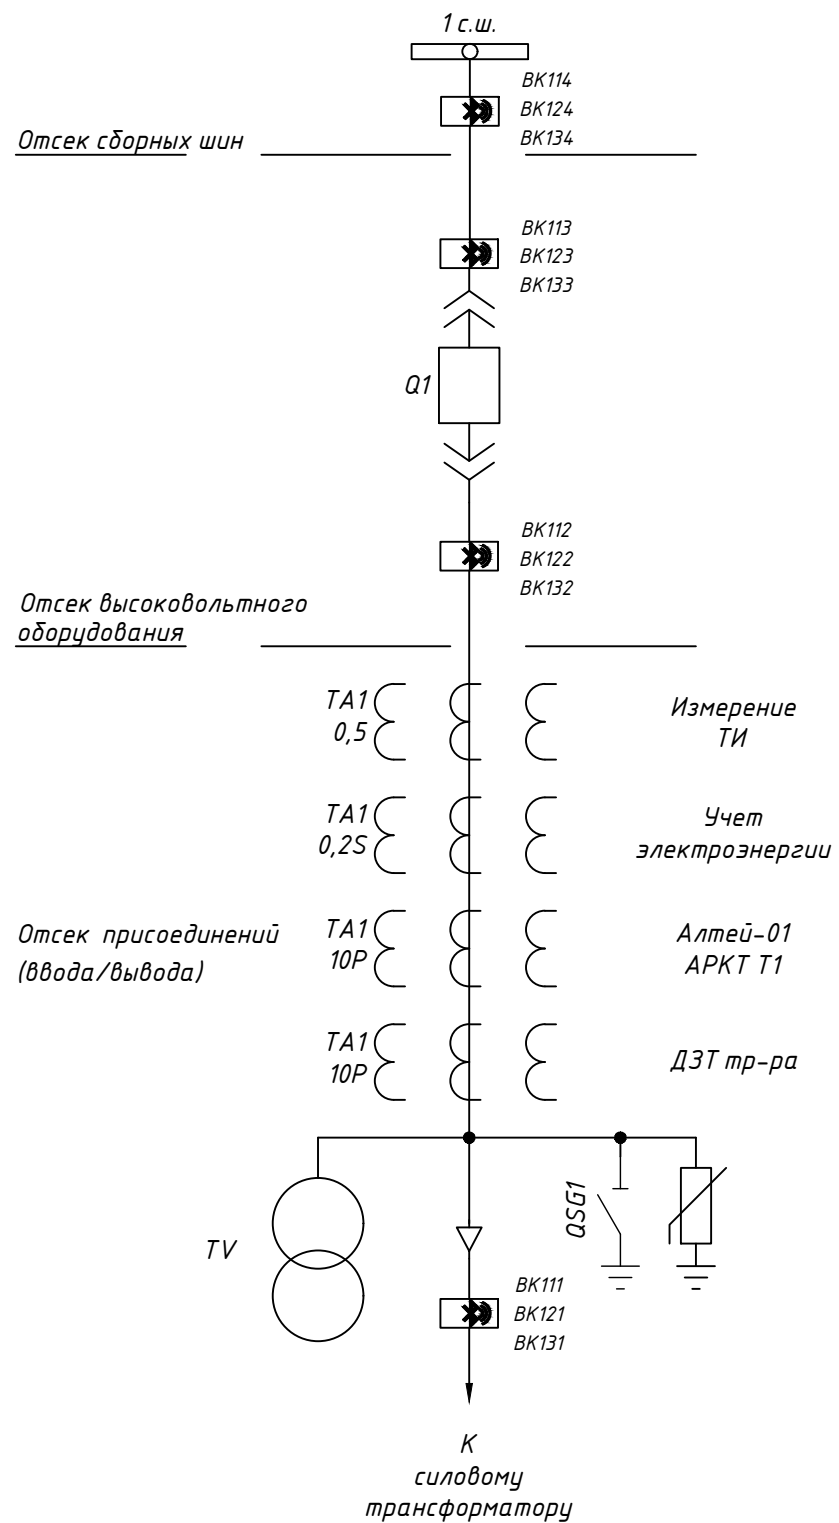 1 с.ш.
ВК114
ВК124
ВК134
Отсек сборных шин
ВК113
ВК123
ВК133
Q1
ВК112
ВК122
ВК132
Отсек высоковольтного
оборудования
ТА1
0,5
Измерение
ТИ
ТА1
0,2S
Учет
электроэнергии
Отсек присоединений
(ввода/вывода)
ТА1
10Р
Алтей-01
АРКТ Т1
ТА1
10Р
ДЗТ тр-ра
TV
QSG1
ВК111
ВК121
ВК131
К
силовому
трансформатору